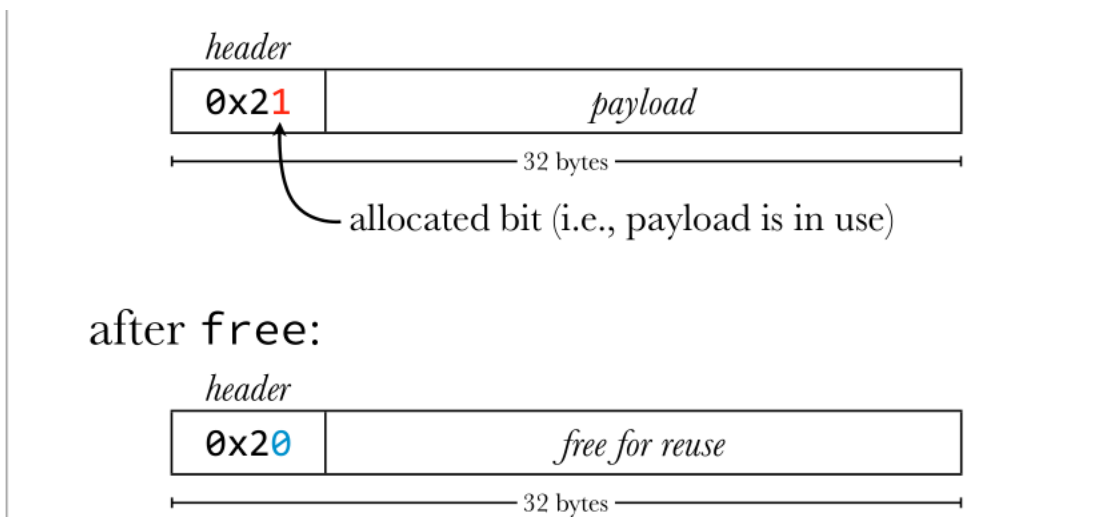 header
0x21
payload
32 bytes
allocated bit (i.e., payload is in use)
after free:
header
0x20
free for reuse
32 bytes